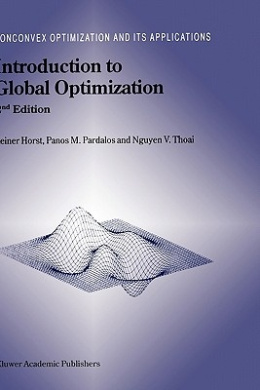 ONCONVEX OPTIMIZATION AND ITS APPLICATIONS
Introduction to
Global Optimization
2nd Edition
einer Horst, Panos M. Pardalos and Nguyen V. Thoai
Kluwer Academic Publishers